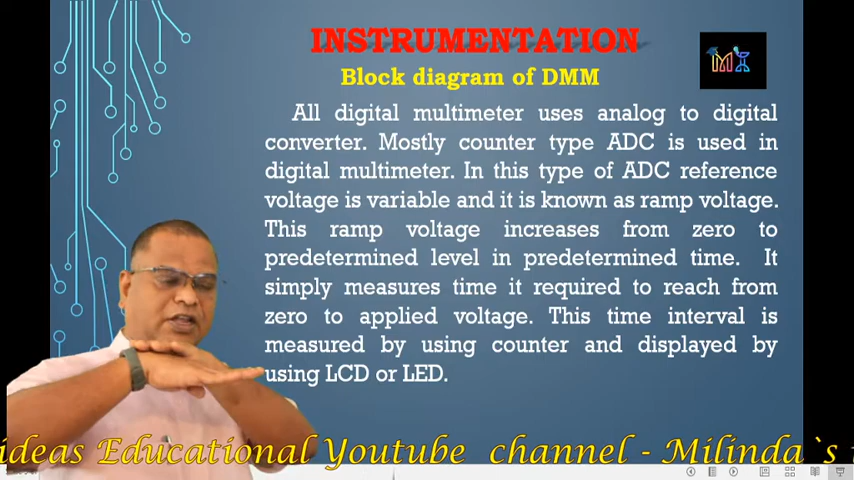 INSTRUMENTATION
MI
Block diagram of DMM
All digital multimeter uses analog to digital
converter. Mostly counter type ADC is used in
digital multimeter. In this type of ADC reference
voltage is variable and it is known as ramp voltage.
This ramp voltage increases from zero to
predetermined level in predetermined time. It
simply measures time it required to reach from
zero to applied voltage. This time interval is
measured by using counter and displayed by
using LCD or LED.
ideas Educational Youtube channel - Milinda`s